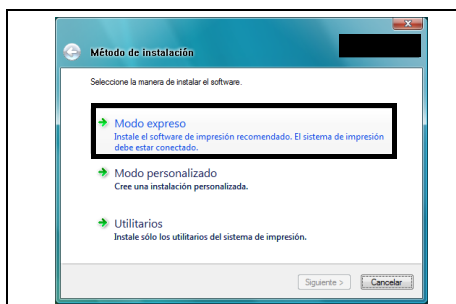 Método de instalación
Seleccione la manera de instalar el software.
Modo expreso
Instale el software de impresión recomendado. El sistema de impresión
debe estar conectado.
Modo personalizado
Cree una instalación personalizada.
Utilitarios
Instale sólo los utilitarios del sistema de impresión.
Siguiente >
Cancelar